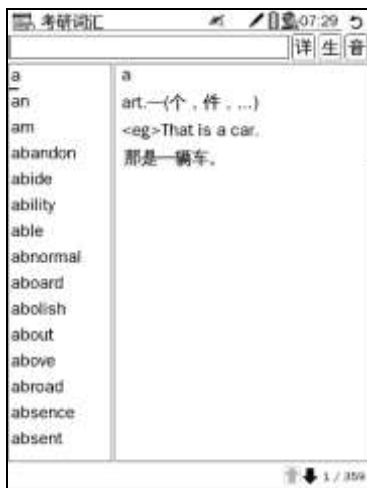 考研词汇 07:29
详 生 音
a
an
am
abandon
abide
ability
able
abnormal
aboard
abolish
about
above
abroad
absence
absent
a
art.一(个，件，...)
<eg>That is a car.
那是一辆车。
1 / 359